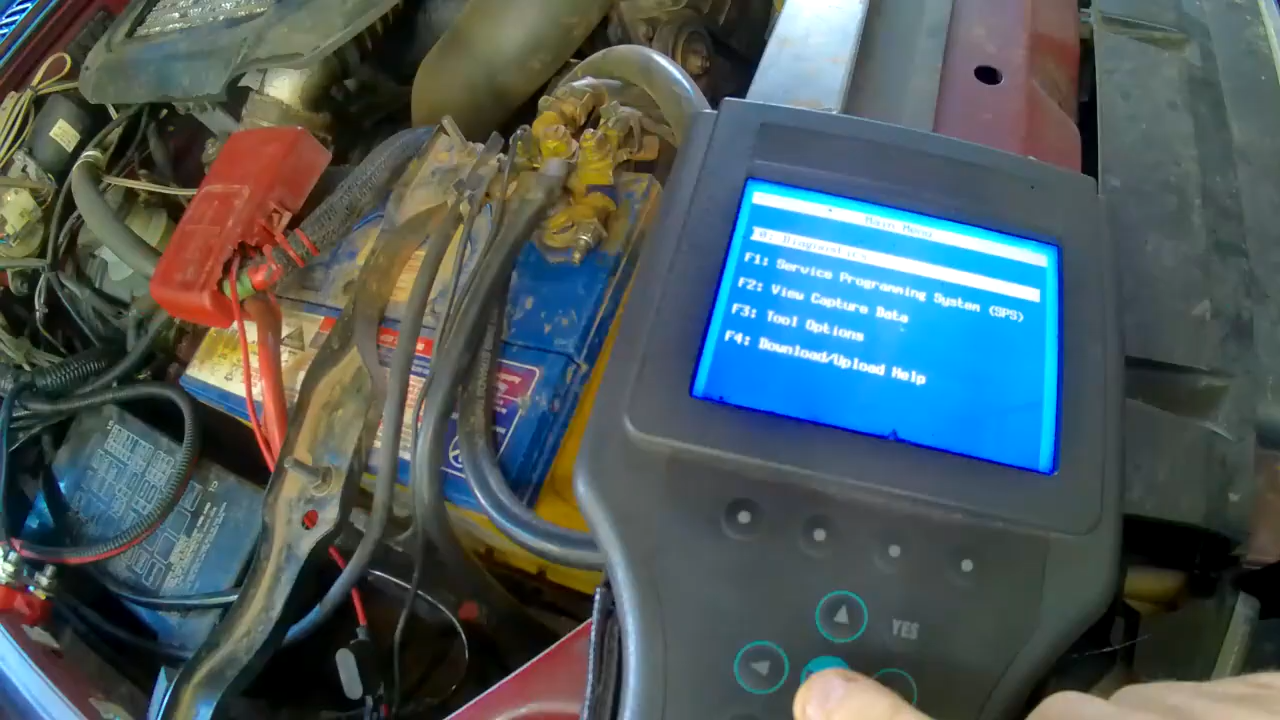 Main Menu
F0: Diagnostics
F1: Service Programming System (SPS)
F2: View Capture Data
F3: Tool Options
F4: Download/Upload Help
YES